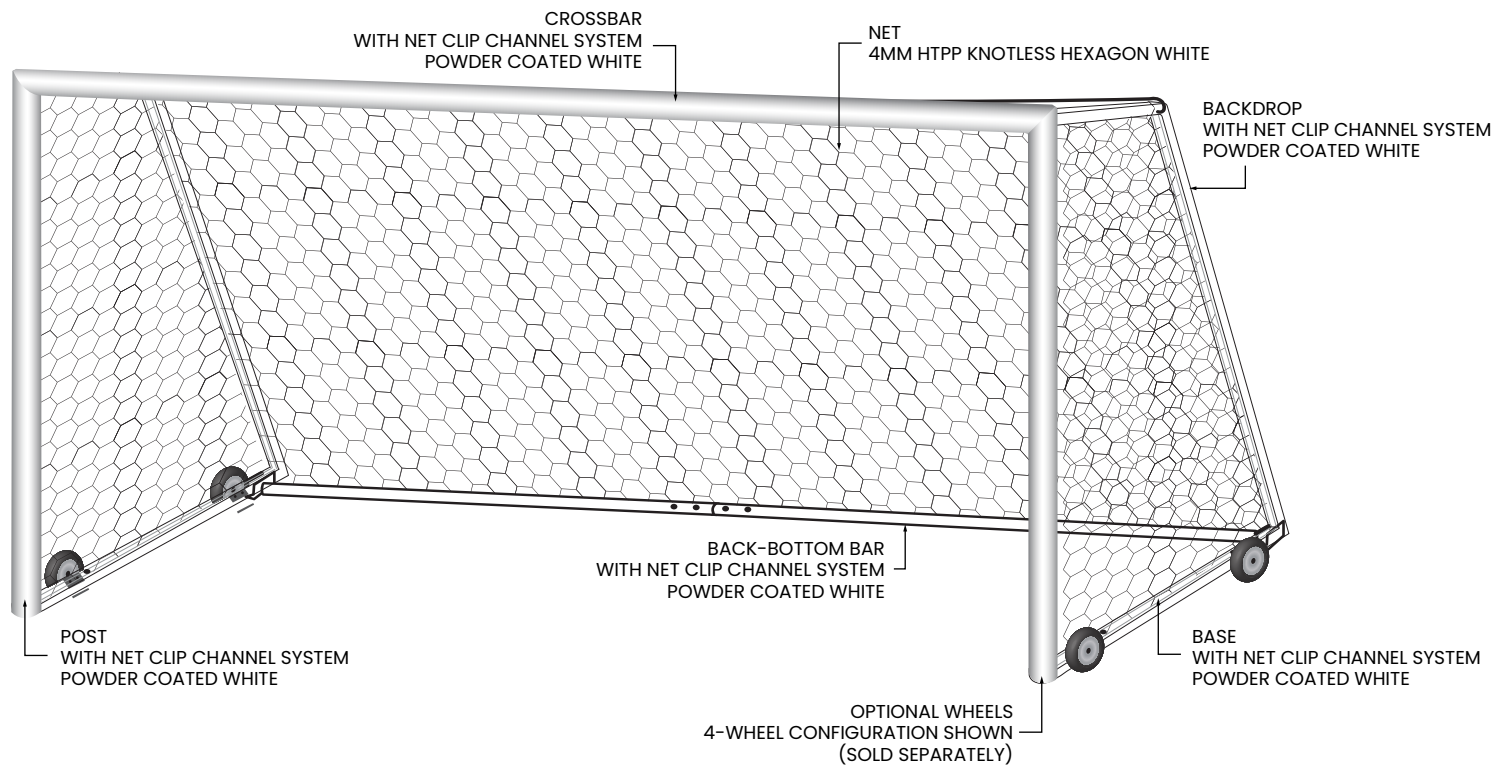 CROSSBAR
WITH NET CLIP CHANNEL SYSTEM
POWDER COATED WHITE
NET
4MM HTPP KNOTLESS HEXAGON WHITE
BACKDROP
WITH NET CLIP CHANNEL SYSTEM
POWDER COATED WHITE
BACK-BOTTOM BAR
WITH NET CLIP CHANNEL SYSTEM
POWDER COATED WHITE
POST
WITH NET CLIP CHANNEL SYSTEM
POWDER COATED WHITE
BASE
WITH NET CLIP CHANNEL SYSTEM
POWDER COATED WHITE
OPTIONAL WHEELS
4-WHEEL CONFIGURATION SHOWN
(SOLD SEPARATELY)